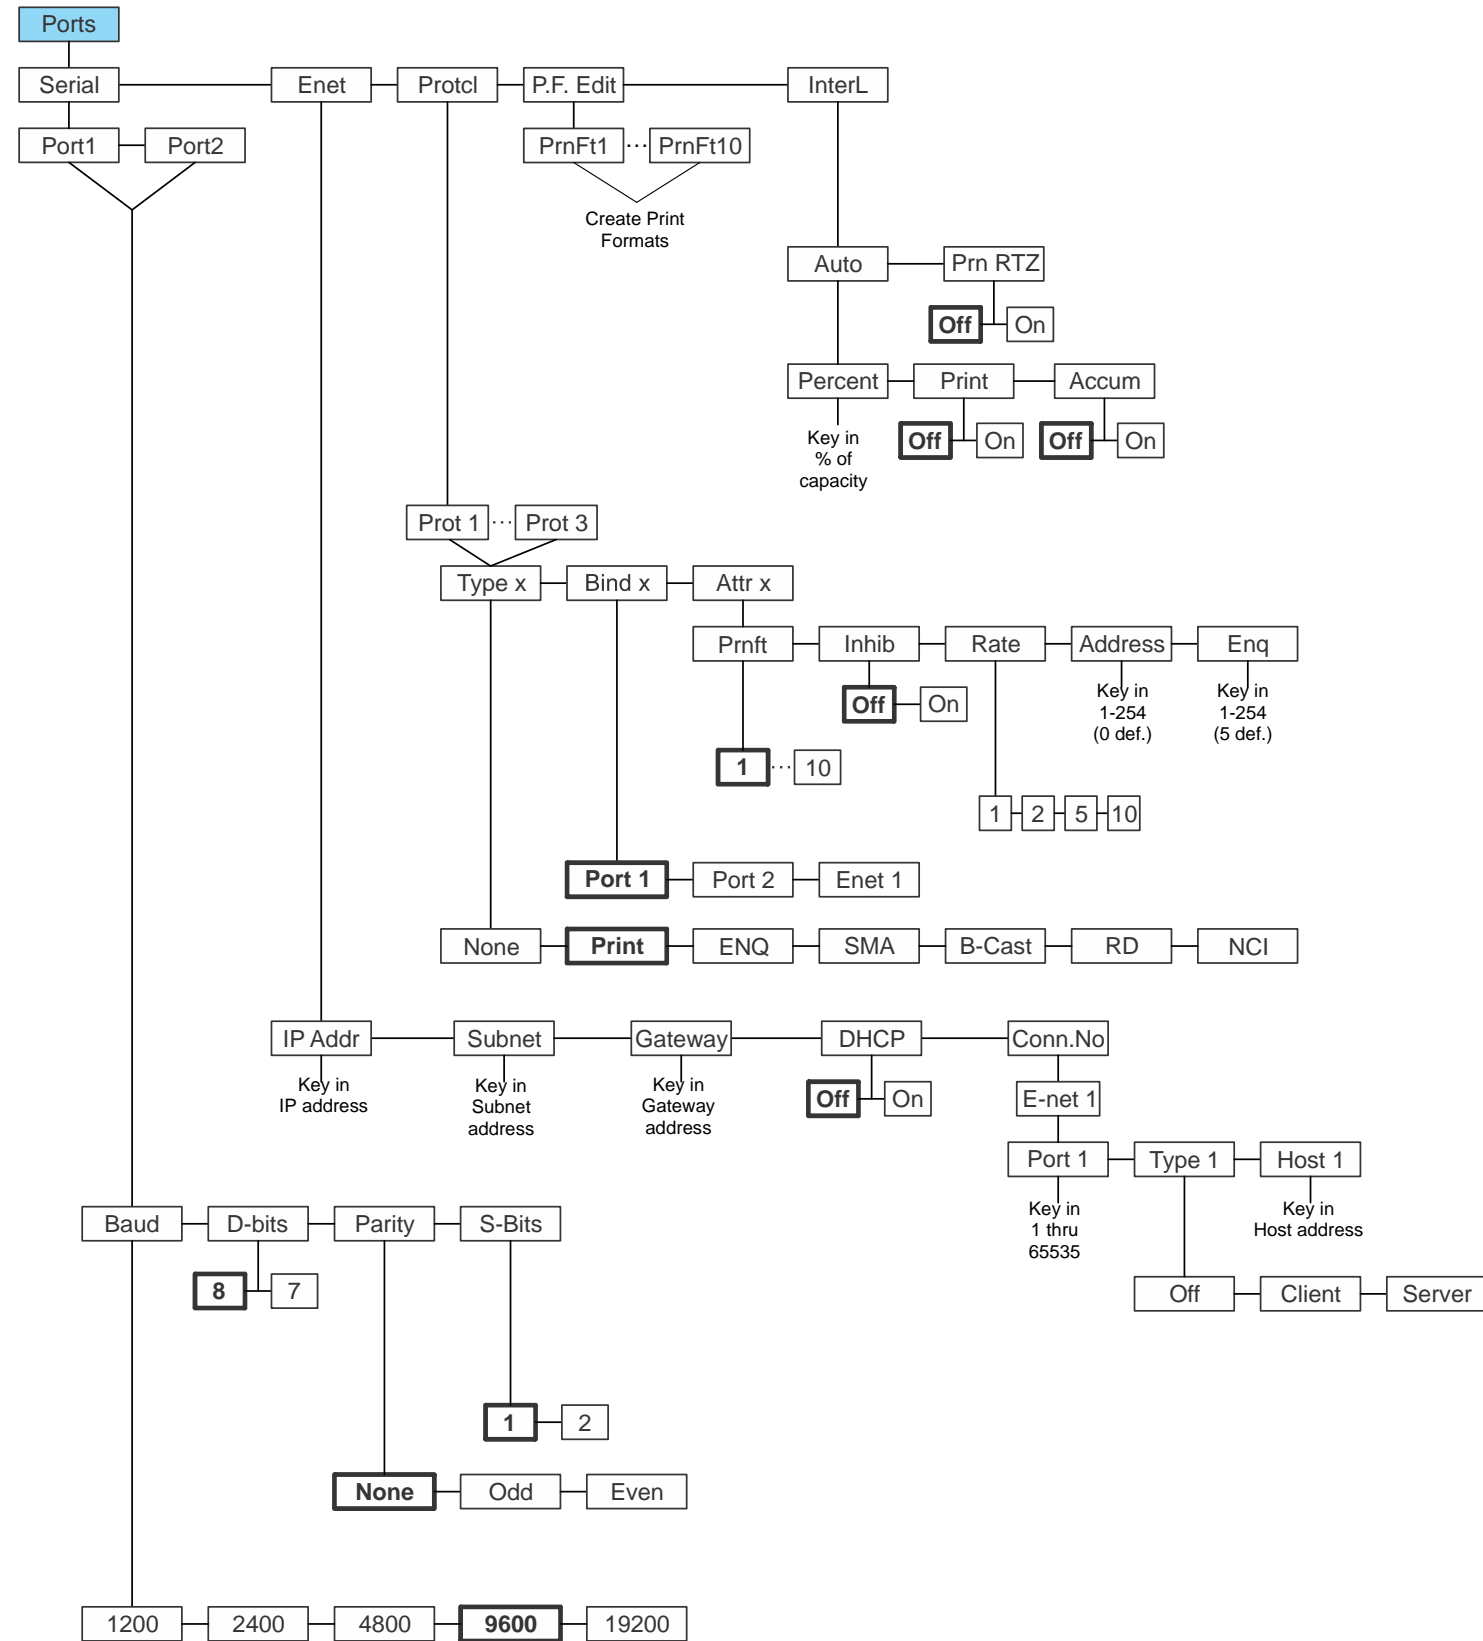 Ports
Serial Enet Protcl P.F. Edit InterL
Port1 Port2 PrnFt1 ... PrnFt10
Create Print
Formats
Auto Prn RTZ
Off On
Percent Print Accum
Off On Off On
Key in
% of
capacity
Prot 1 ... Prot 3
Type x Bind x Attr x
Prnft Inhib Rate Address Enq
Off On
Key in
1-254
(0 def.)
Key in
1-254
(5 def.)
1 ... 10
1 2 5 10
Port 1 Port 2 Enet 1
None Print ENQ SMA B-Cast RD NCI
IP Addr Subnet Gateway DHCP Conn.No
Key in
IP address
Key in
Subnet
address
Key in
Gateway
address
Off On
E-net 1
Port 1 Type 1 Host 1
Key in
1 thru
65535
Key in
Host address
Baud D-bits Parity S-Bits
8 7
Off Client Server
1 2
None Odd Even
1200 2400 4800 9600 19200